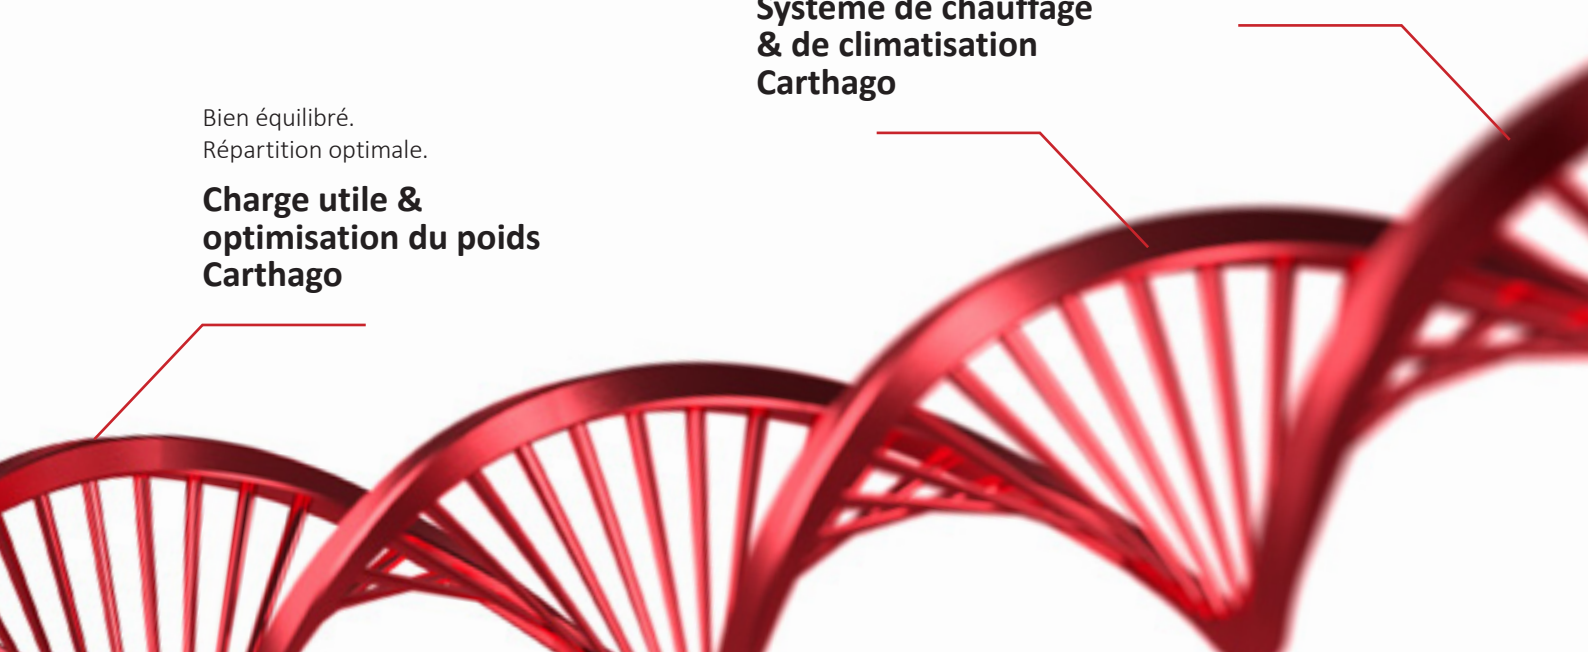 Système de chauffage
& de climatisation
Carthago
Bien équilibré.
Répartition optimale.
Charge utile &
optimisation du poids
Carthago